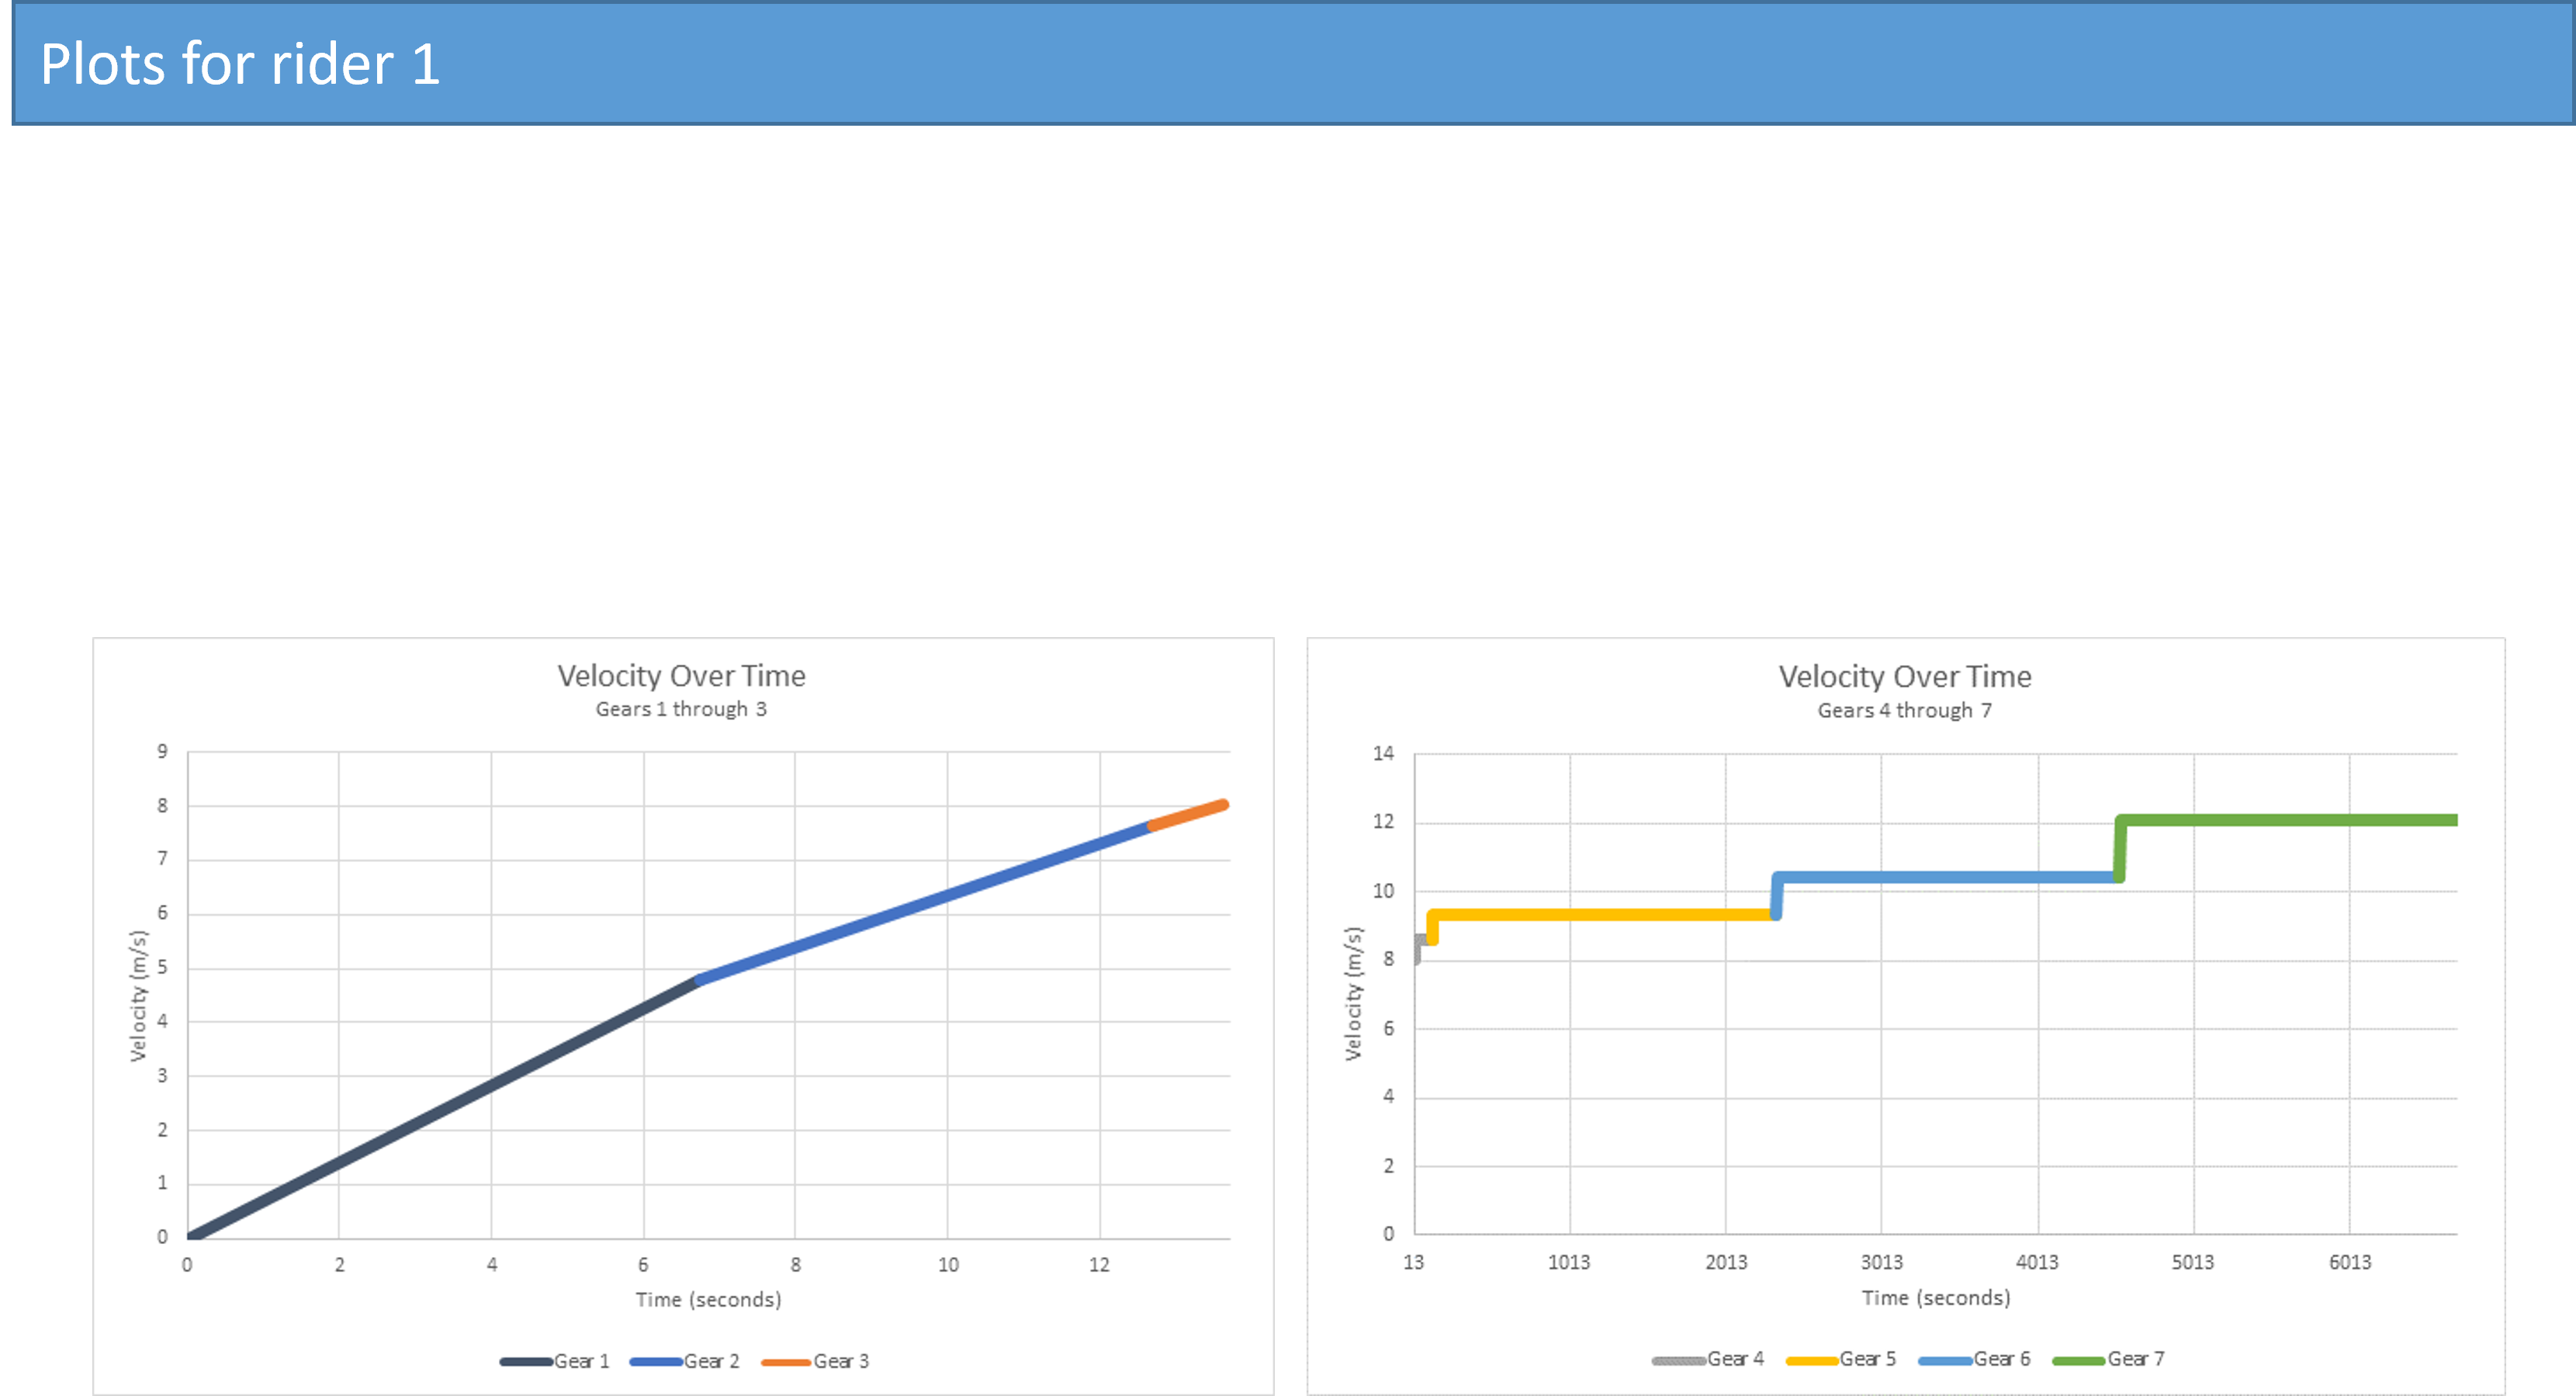 Plots for rider 1
Velocity Over Time
Gears 1 through 3
9
8
7
6
5
4
3
2
1
0
Velocity (m/s)
0 2 4 6 8 10 12
Time (seconds)
Gear 1 Gear 2 Gear 3
Velocity Over Time
Gears 4 through 7
14
12
10
8
6
4
2
0
Velocity (m/s)
13 1013 2013 3013 4013 5013 6013
Time (seconds)
Gear 4 Gear 5 Gear 6 Gear 7